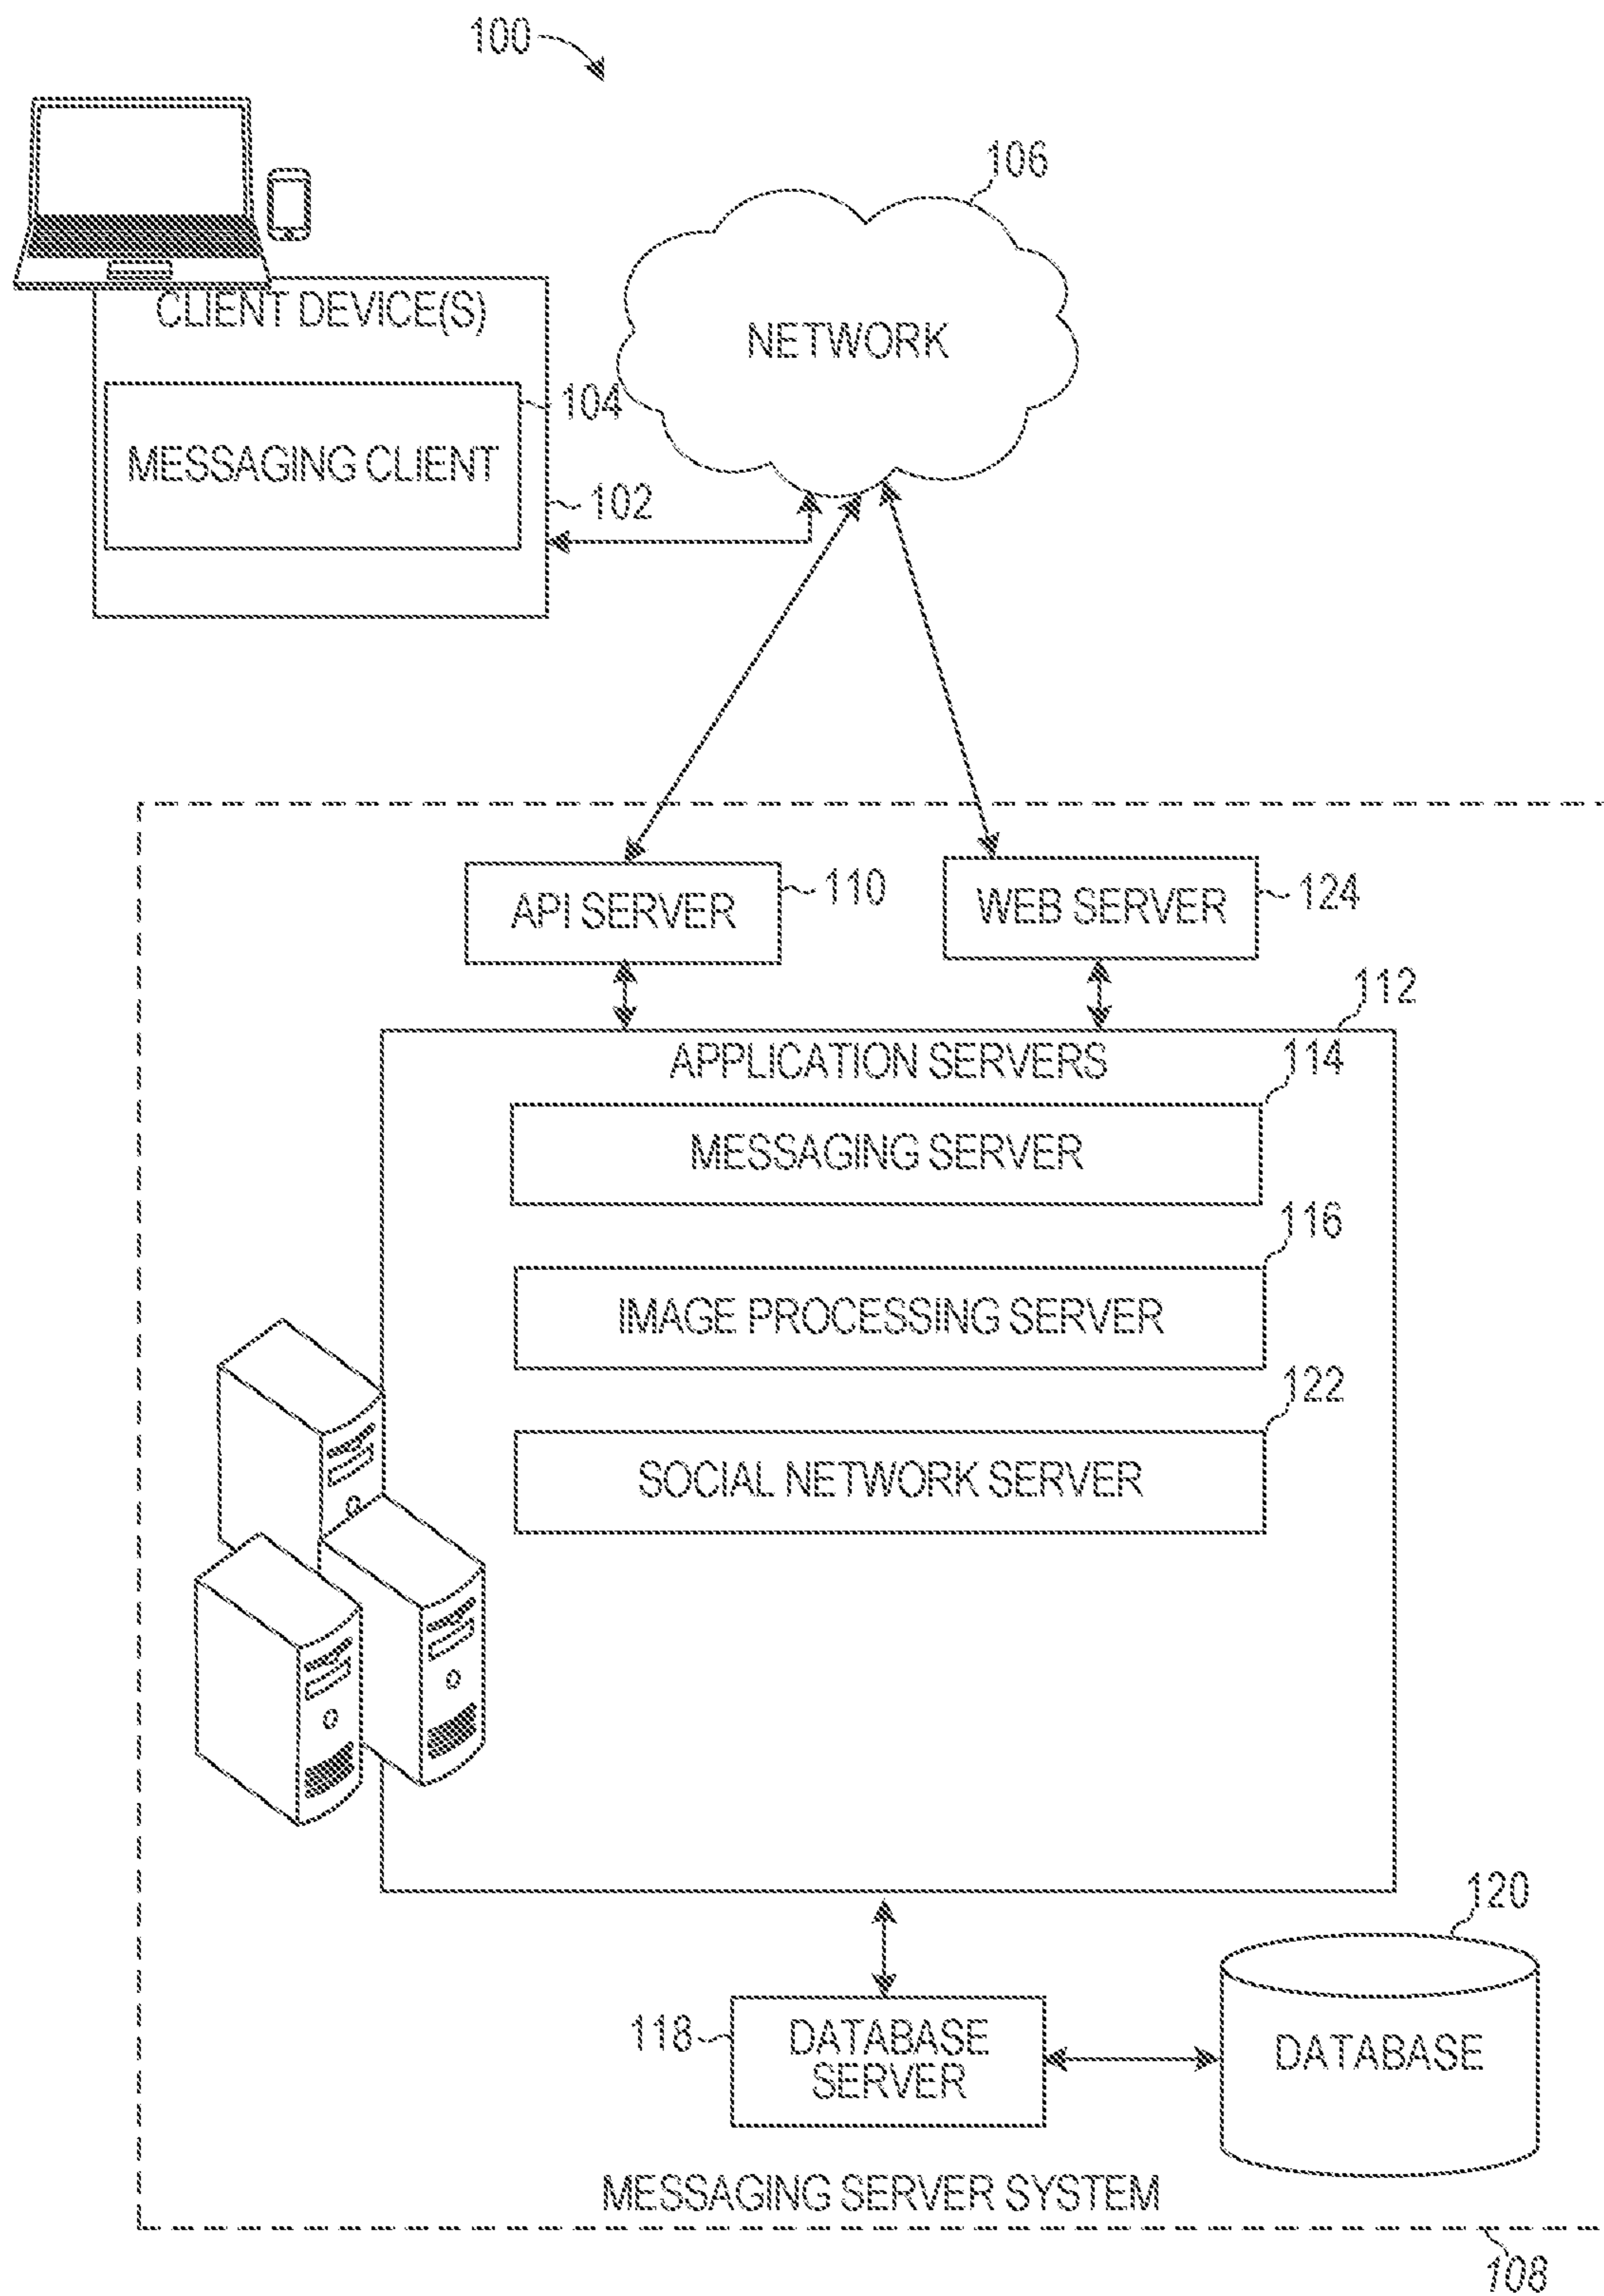 100
106
CLIENT DEVICE(S)
NETWORK
104
MESSAGING CLIENT
102
API SERVER
110
WEB SERVER
124
112
APPLICATION SERVERS
114
MESSAGING SERVER
116
IMAGE PROCESSING SERVER
122
SOCIAL NETWORK SERVER
120
118
DATABASE
SERVER
DATABASE
MESSAGING SERVER SYSTEM
108